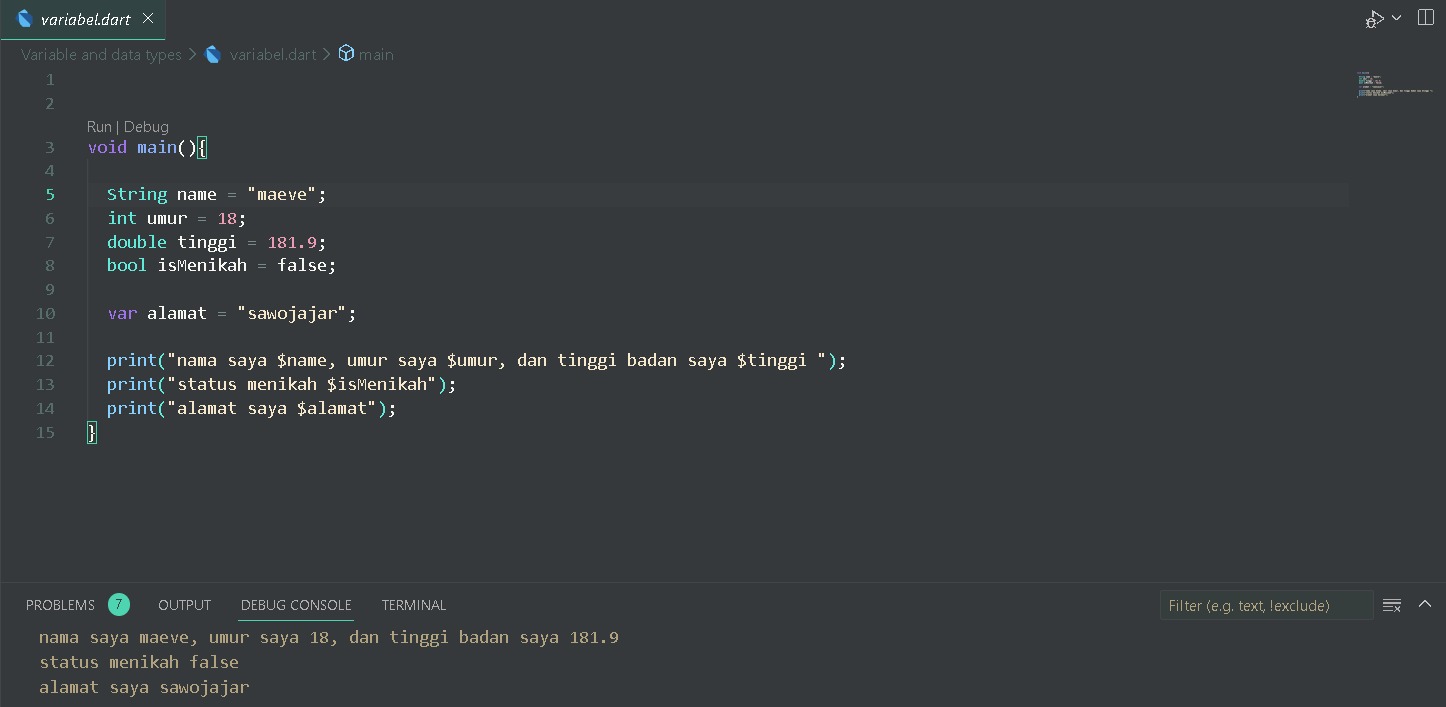 variabel.dart
Variable and data types > variabel.dart > main
1
2
Run | Debug
3 void main(){
4
5 String name = "maeve";
6 int umur = 18;
7 double tinggi = 181.9;
8 bool isMenikah = false;
9
10 var alamat = "sawojajar";
11
12 print("nama saya $name, umur saya $umur, dan tinggi badan saya $tinggi ");
13 print("status menikah $isMenikah");
14 print("alamat saya $alamat");
15 }
PROBLEMS 7 OUTPUT DEBUG CONSOLE TERMINAL Filter (e.g. text, !exclude)
nama saya maeve, umur saya 18, dan tinggi badan saya 181.9
status menikah false
alamat saya sawojajar